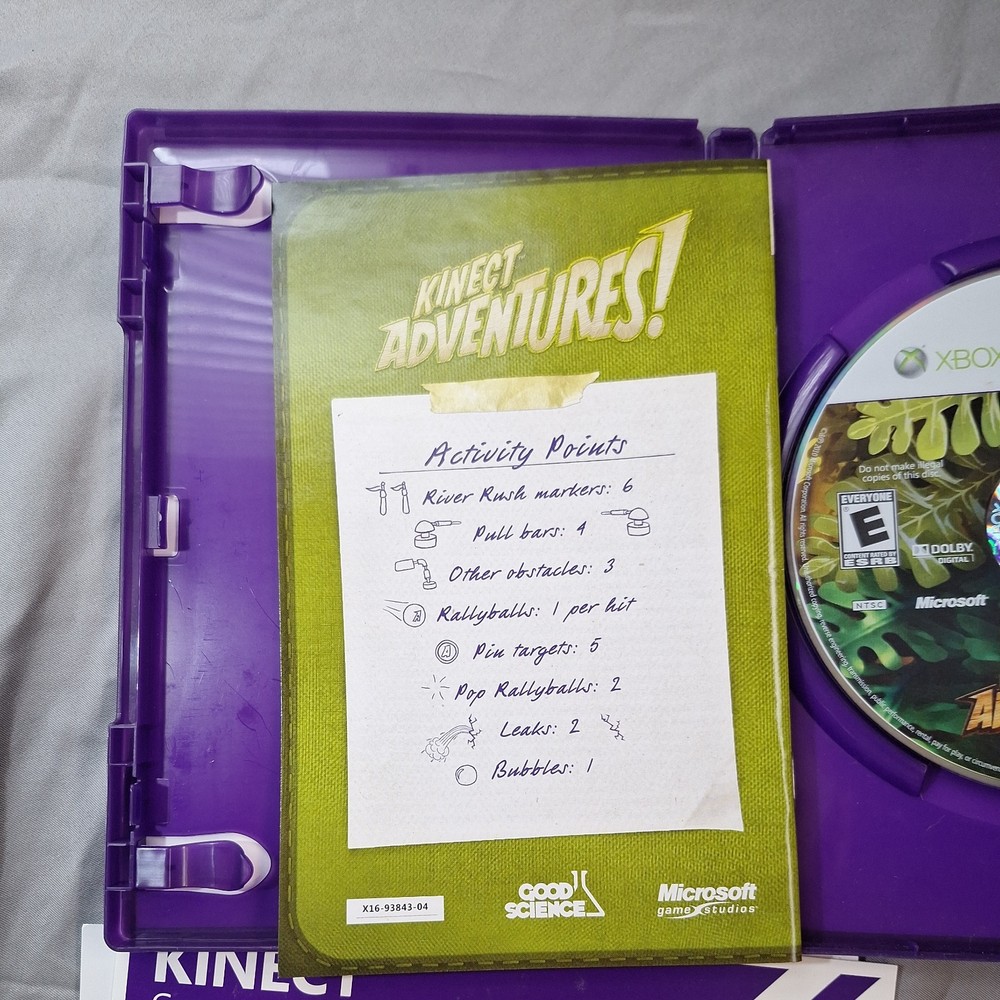 KINECT
ADVENTURES!
Activity Points
River Rush markers: 6
Pull bars: 4
Other obstacles: 3
Rallyballs: 1 per hit
Pin targets: 5
Pop Rallyballs: 2
Leaks: 2
Bubbles: 1
X16-93843-04
GOOD
SCIENCE
Microsoft
game studios
XBOX
Do not make illegal
copies of this disc.
EVERYONE
E
CONTENT RATED BY
ESRB
DOLBY
DIGITAL
NTSC
Microsoft
KINECT